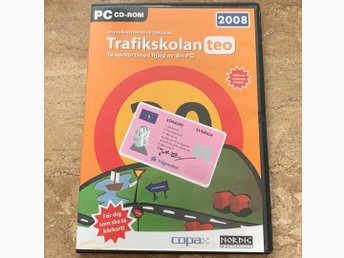 PC CD-ROM
2008
Trafikskolan teo
Ta körkort med hjälp av din PC!
KÖRKORT SVERIGE
Vägverket
För dig
som ska ta
körkort!
copax
NORDIC